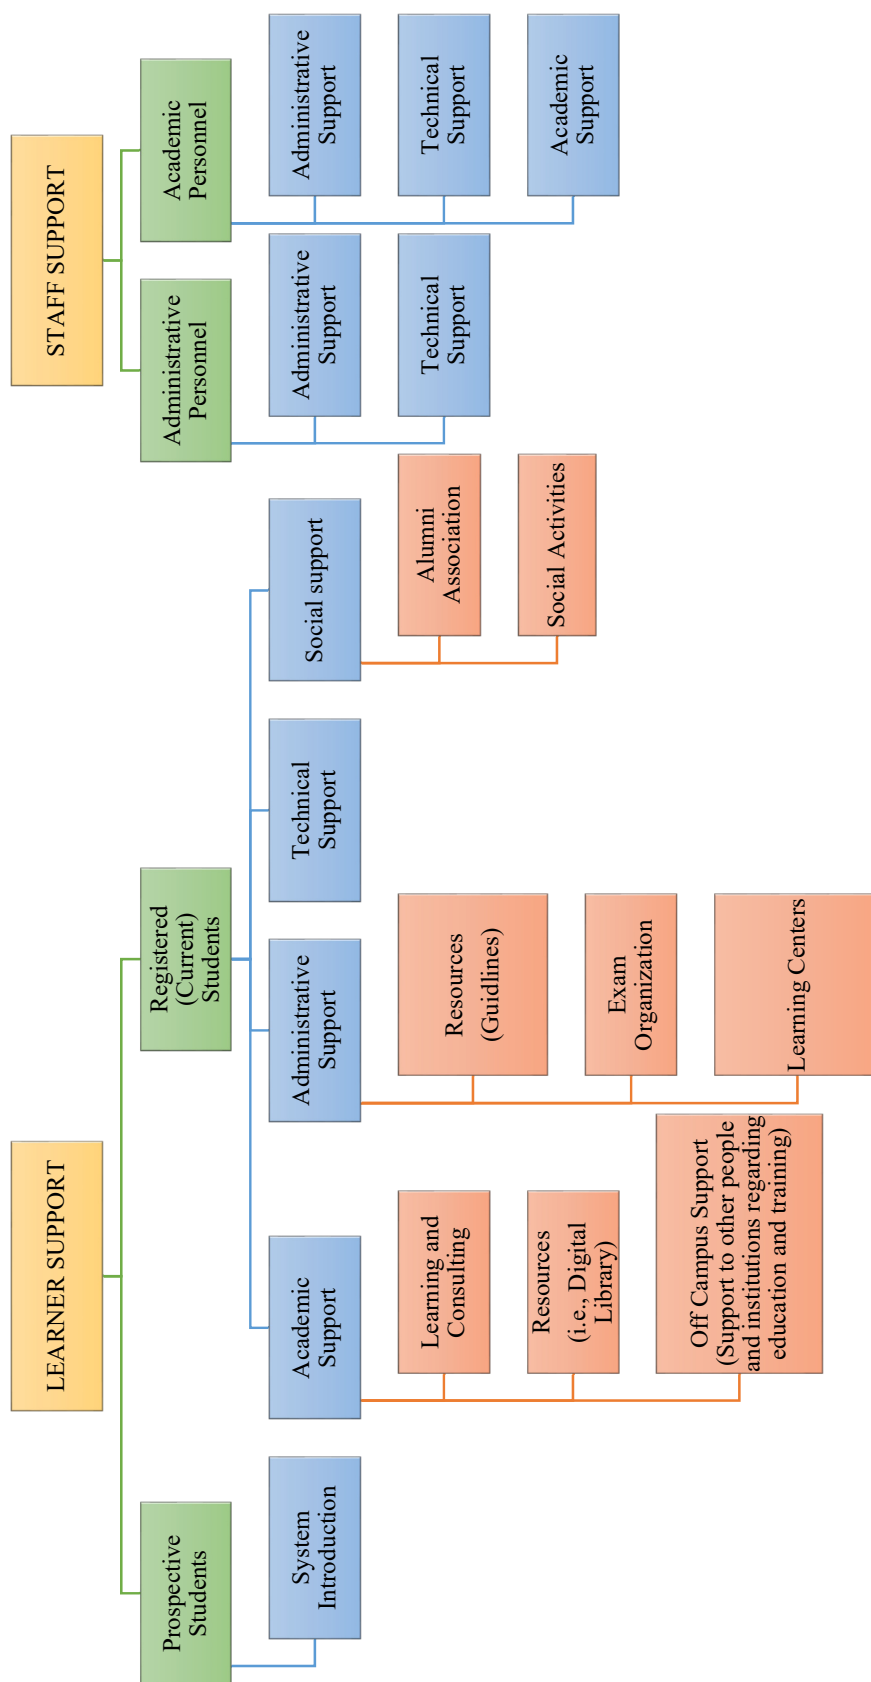 LEARNER SUPPORT
STAFF SUPPORT
Prospective
Students
Registered
(Current)
Students
Administrative
Personnel
Academic
Personnel
System
Introduction
Academic
Support
Administrative
Support
Technical
Support
Social support
Administrative
Support
Administrative
Support
Learning and
Consulting
Resources
(Guidlines)
Alumni
Association
Technical
Support
Technical
Support
Resources
(i.e., Digital
Library)
Exam
Organization
Social Activities
Academic
Support
Off Campus Support
(Support to other people
and institutions regarding
education and training)
Learning Centers